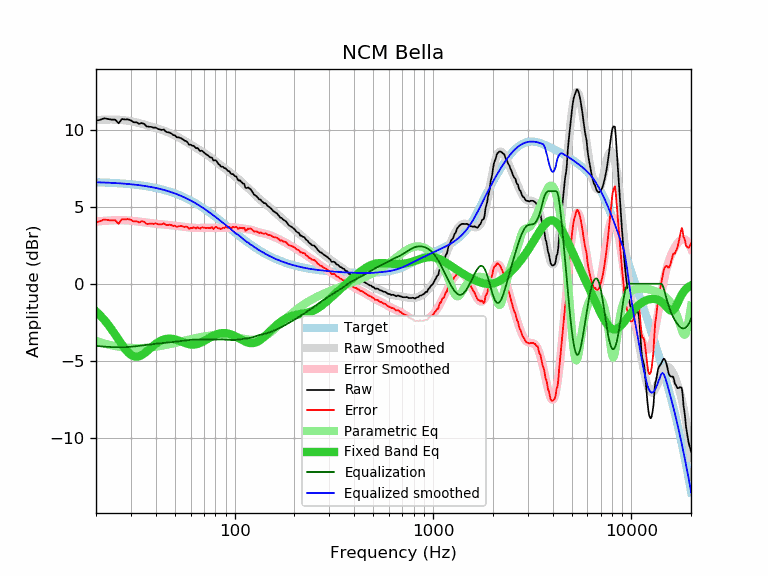 NCM Bella
Amplitude (dBr)
10
5
0
−5
−10
Target
Raw Smoothed
Error Smoothed
Raw
Error
Parametric Eq
Fixed Band Eq
Equalization
Equalized smoothed
100 1000 10000
Frequency (Hz)